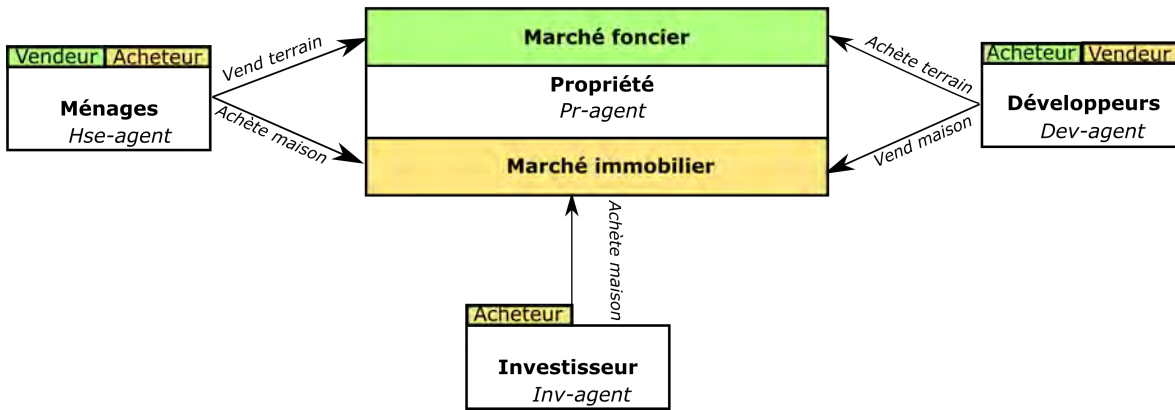 Marché foncier
Propriété
Pr-agent
Marché immobilier
Vendeur Acheteur
Ménages
Hse-agent
Vend terrain
Achète maison
Achète terrain
Vend maison
Acheteur Vendeur
Développeurs
Dev-agent
Achète maison
Acheteur
Investisseur
Inv-agent